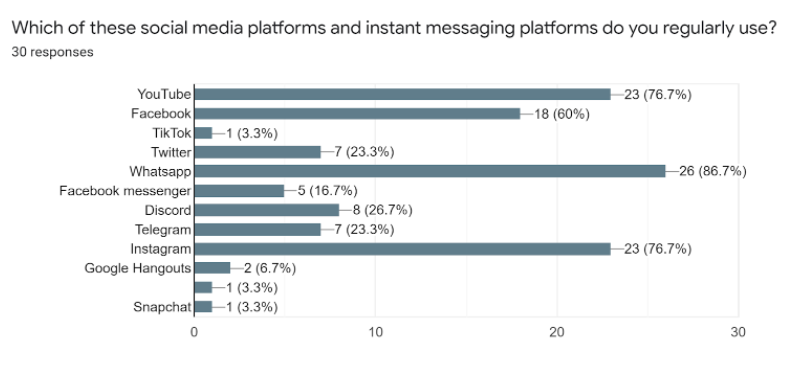 Which of these social media platforms and instant messaging platforms do you regularly use?
30 responses
YouTube 23 (76.7%)
Facebook 18 (60%)
TikTok 1 (3.3%)
Twitter 7 (23.3%)
Whatsapp 26 (86.7%)
Facebook messenger 5 (16.7%)
Discord 8 (26.7%)
Telegram 7 (23.3%)
Instagram 23 (76.7%)
Google Hangouts 2 (6.7%)
1 (3.3%)
Snapchat 1 (3.3%)
0 10 20 30